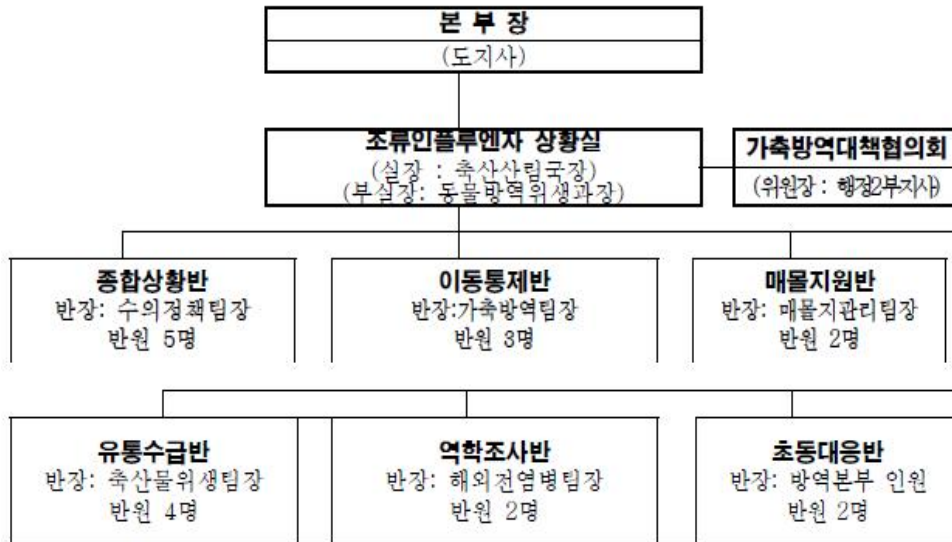 본 부 장
(도지사)
조류인플루엔자 상황실
(실장 : 축산산림국장)
(부실장: 동물방역위생과장)
가축방역대책협의회
(위원장 : 행정2부지사)
종합상황반
반장: 수의정책팀장
반원 5명
이동통제반
반장:가축방역팀장
반원 3명
매몰지원반
반장: 매몰지관리팀장
반원 2명
유통수급반
반장: 축산물위생팀장
반원 4명
역학조사반
반장: 해외전염병팀장
반원 2명
초동대응반
반장: 방역본부 인원
반원 2명